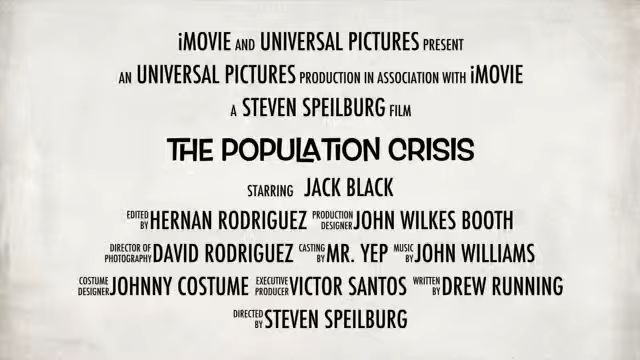 iMOVIE AND UNIVERSAL PICTURES PRESENT
AN UNIVERSAL PICTURES PRODUCTION IN ASSOCIATION WITH iMOVIE
A STEVEN SPEILBURG FILM
THE POPULATION CRISIS
STARRING JACK BLACK
EDITED BY HERNAN RODRIGUEZ PRODUCTION DESIGNER JOHN WILKES BOOTH
DIRECTOR OF PHOTOGRAPHY DAVID RODRIGUEZ CASTING BY MR. YEP MUSIC BY JOHN WILLIAMS
COSTUME DESIGNER JOHNNY COSTUME EXECUTIVE PRODUCER VICTOR SANTOS WRITTEN BY DREW RUNNING
DIRECTED BY STEVEN SPEILBURG